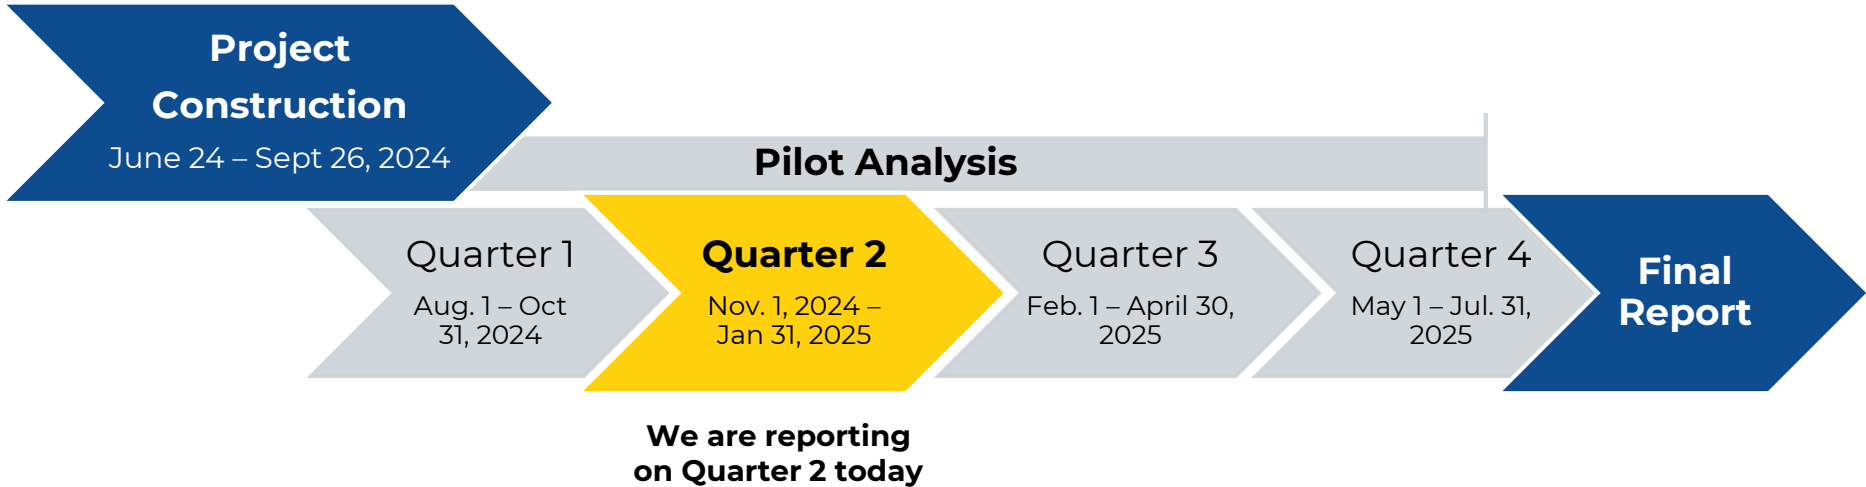 Project
Construction
June 24 – Sept 26, 2024
Pilot Analysis
Quarter 1
Aug. 1 – Oct
31, 2024
Quarter 2
Nov. 1, 2024 –
Jan 31, 2025
Quarter 3
Feb. 1 – April 30,
2025
Quarter 4
May 1 – Jul. 31,
2025
Final
Report
We are reporting
on Quarter 2 today